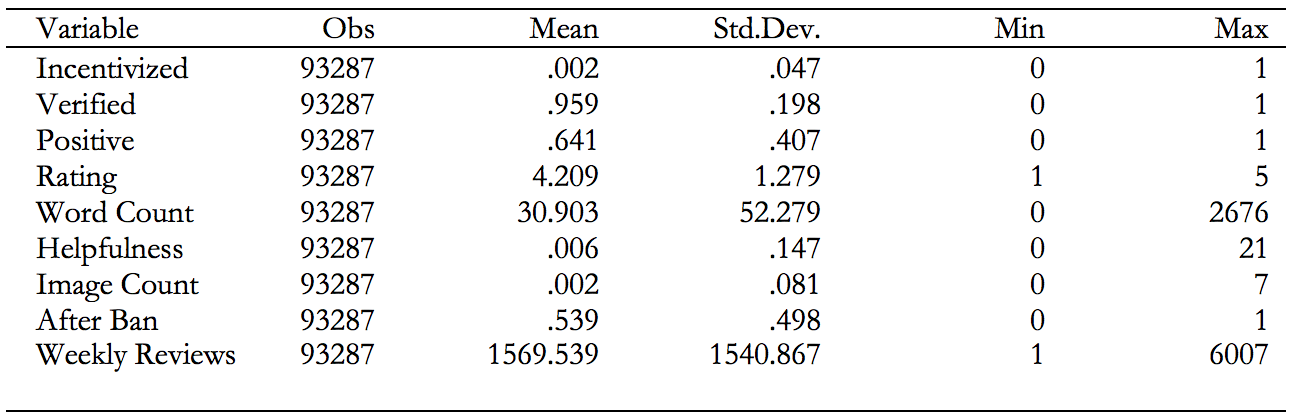 Variable Obs Mean Std.Dev. Min Max
Incentivized 93287 .002 .047 0 1
Verified 93287 .959 .198 0 1
Positive 93287 .641 .407 0 1
Rating 93287 4.209 1.279 1 5
Word Count 93287 30.903 52.279 0 2676
Helpfulness 93287 .006 .147 0 21
Image Count 93287 .002 .081 0 7
After Ban 93287 .539 .498 0 1
Weekly Reviews 93287 1569.539 1540.867 1 6007